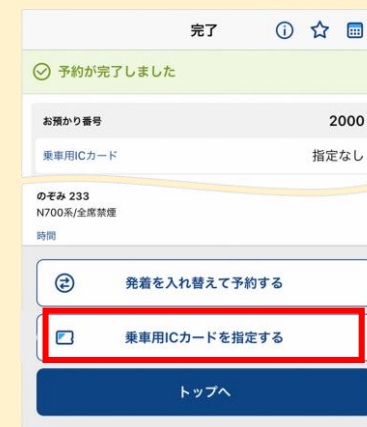 完了
予約が完了しました
お預かり番号 2000
乗車用ICカード 指定なし
のぞみ 233
N700系/全席禁煙
時間
発着を入れ替えて予約する
乗車用ICカードを指定する
トップへ